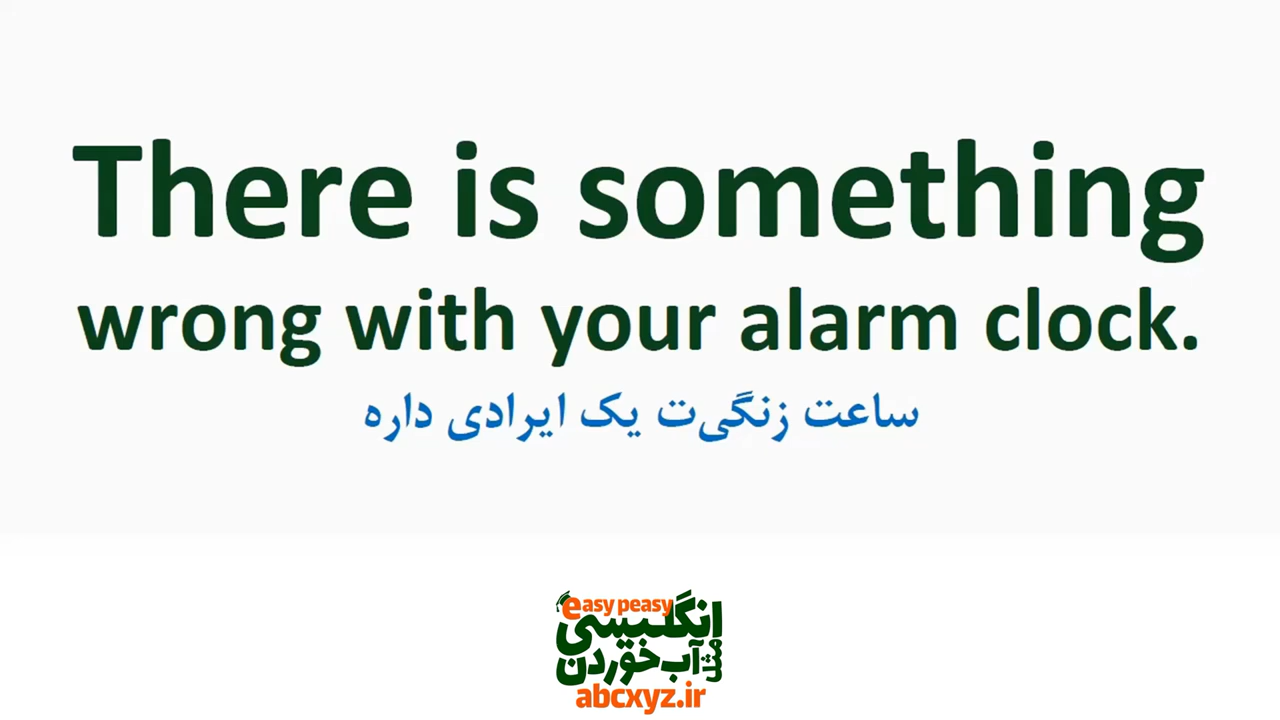 There is something
wrong with your alarm clock.
ساعت زنگی‌ت یک ایرادی داره
easy peasy
انگلیسی
مثل آب خوردن
abcxyz.ir